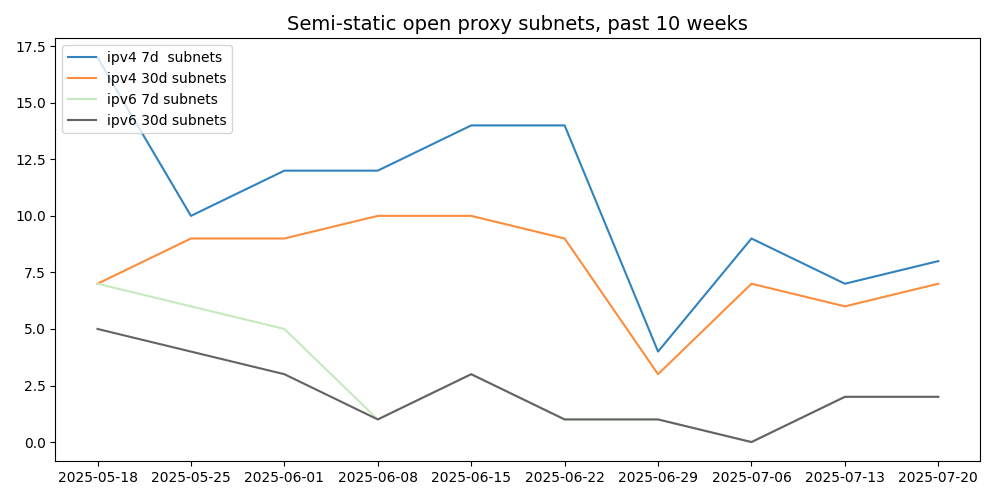 Semi-static open proxy subnets, past 10 weeks
17.5
15.0
12.5
10.0
7.5
5.0
2.5
0.0
ipv4 7d  subnets
ipv4 30d subnets
ipv6 7d subnets
ipv6 30d subnets
2025-05-18 2025-05-25 2025-06-01 2025-06-08 2025-06-15 2025-06-22 2025-06-29 2025-07-06 2025-07-13 2025-07-20